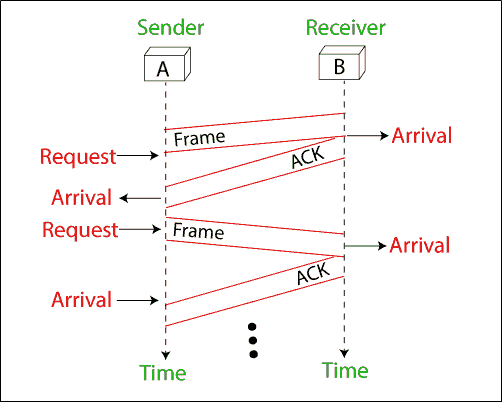 Sender Receiver
A B
Frame Arrival
Request ACK
Arrival
Request Frame
Arrival
ACK
Arrival
Time Time